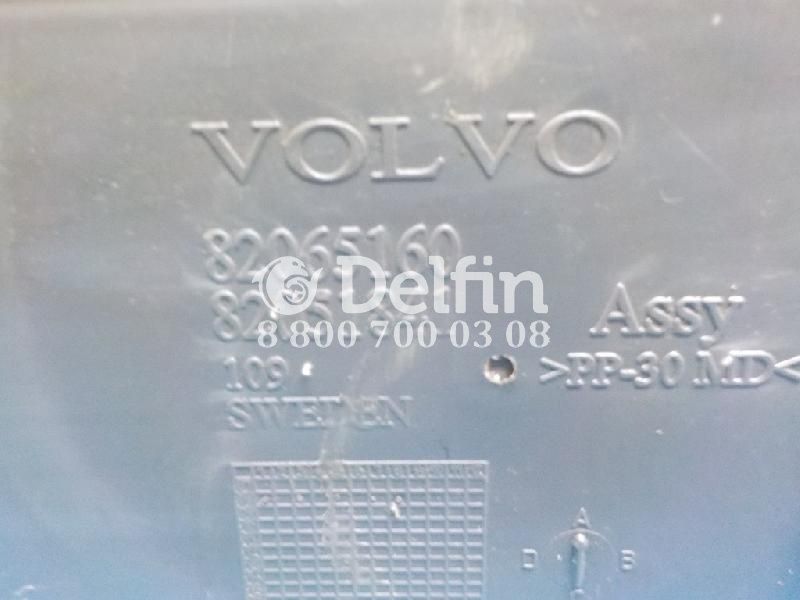 VOLVO
82065160
Delfin
8 800 700 03 08
Assy
109
>PP-30 MD<
SWEDEN
A
D B